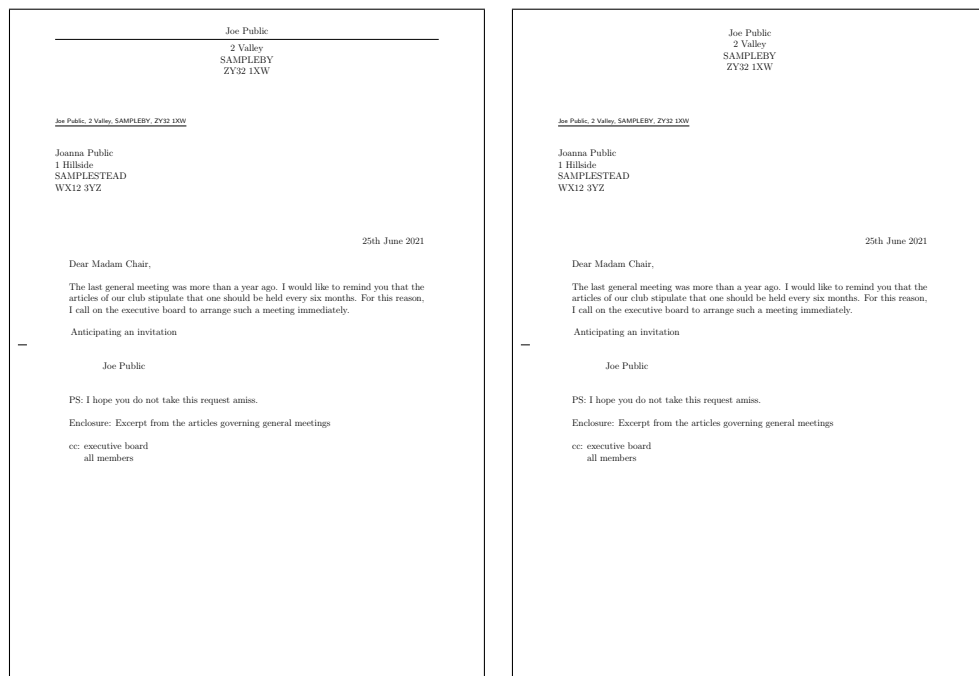 Joe Public
2 Valley
SAMPLEBY
ZY32 1XW
Joe Public, 2 Valley, SAMPLEBY, ZY32 1XW
Joanna Public
1 Hillside
SAMPLESTEAD
WX12 3YZ
25th June 2021
Dear Madam Chair,
The last general meeting was more than a year ago. I would like to remind you that the
articles of our club stipulate that one should be held every six months. For this reason,
I call on the executive board to arrange such a meeting immediately.
Anticipating an invitation
Joe Public
PS: I hope you do not take this request amiss.
Enclosure: Excerpt from the articles governing general meetings
cc: executive board
all members
Joe Public
2 Valley
SAMPLEBY
ZY32 1XW
Joe Public, 2 Valley, SAMPLEBY, ZY32 1XW
Joanna Public
1 Hillside
SAMPLESTEAD
WX12 3YZ
25th June 2021
Dear Madam Chair,
The last general meeting was more than a year ago. I would like to remind you that the
articles of our club stipulate that one should be held every six months. For this reason,
I call on the executive board to arrange such a meeting immediately.
Anticipating an invitation
Joe Public
PS: I hope you do not take this request amiss.
Enclosure: Excerpt from the articles governing general meetings
cc: executive board
all members